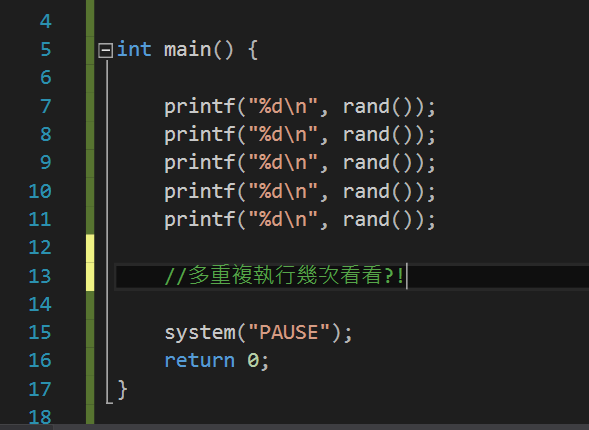 4
5 int main() {
6
7 printf("%d\n", rand());
8 printf("%d\n", rand());
9 printf("%d\n", rand());
10 printf("%d\n", rand());
11 printf("%d\n", rand());
12
13 //多重複執行幾次看看?!
14
15 system("PAUSE");
16 return 0;
17 }
18